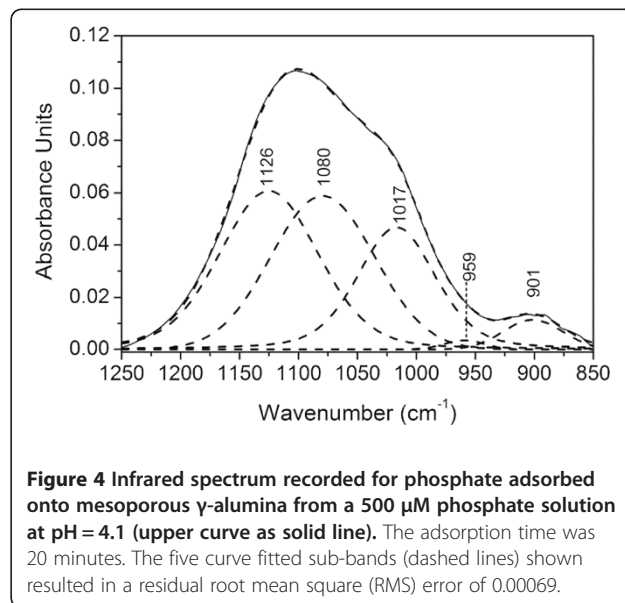 0.12
0.10
0.08
0.06
0.04
0.02
0.00
Absorbance Units
1126
1080
1017
959
901
1250 1200 1150 1100 1050 1000 950 900 850
Wavenumber (cm⁻¹)
Figure 4 Infrared spectrum recorded for phosphate adsorbed
onto mesoporous γ-alumina from a 500 μM phosphate solution
at pH = 4.1 (upper curve as solid line). The adsorption time was
20 minutes. The five curve fitted sub-bands (dashed lines) shown
resulted in a residual root mean square (RMS) error of 0.00069.